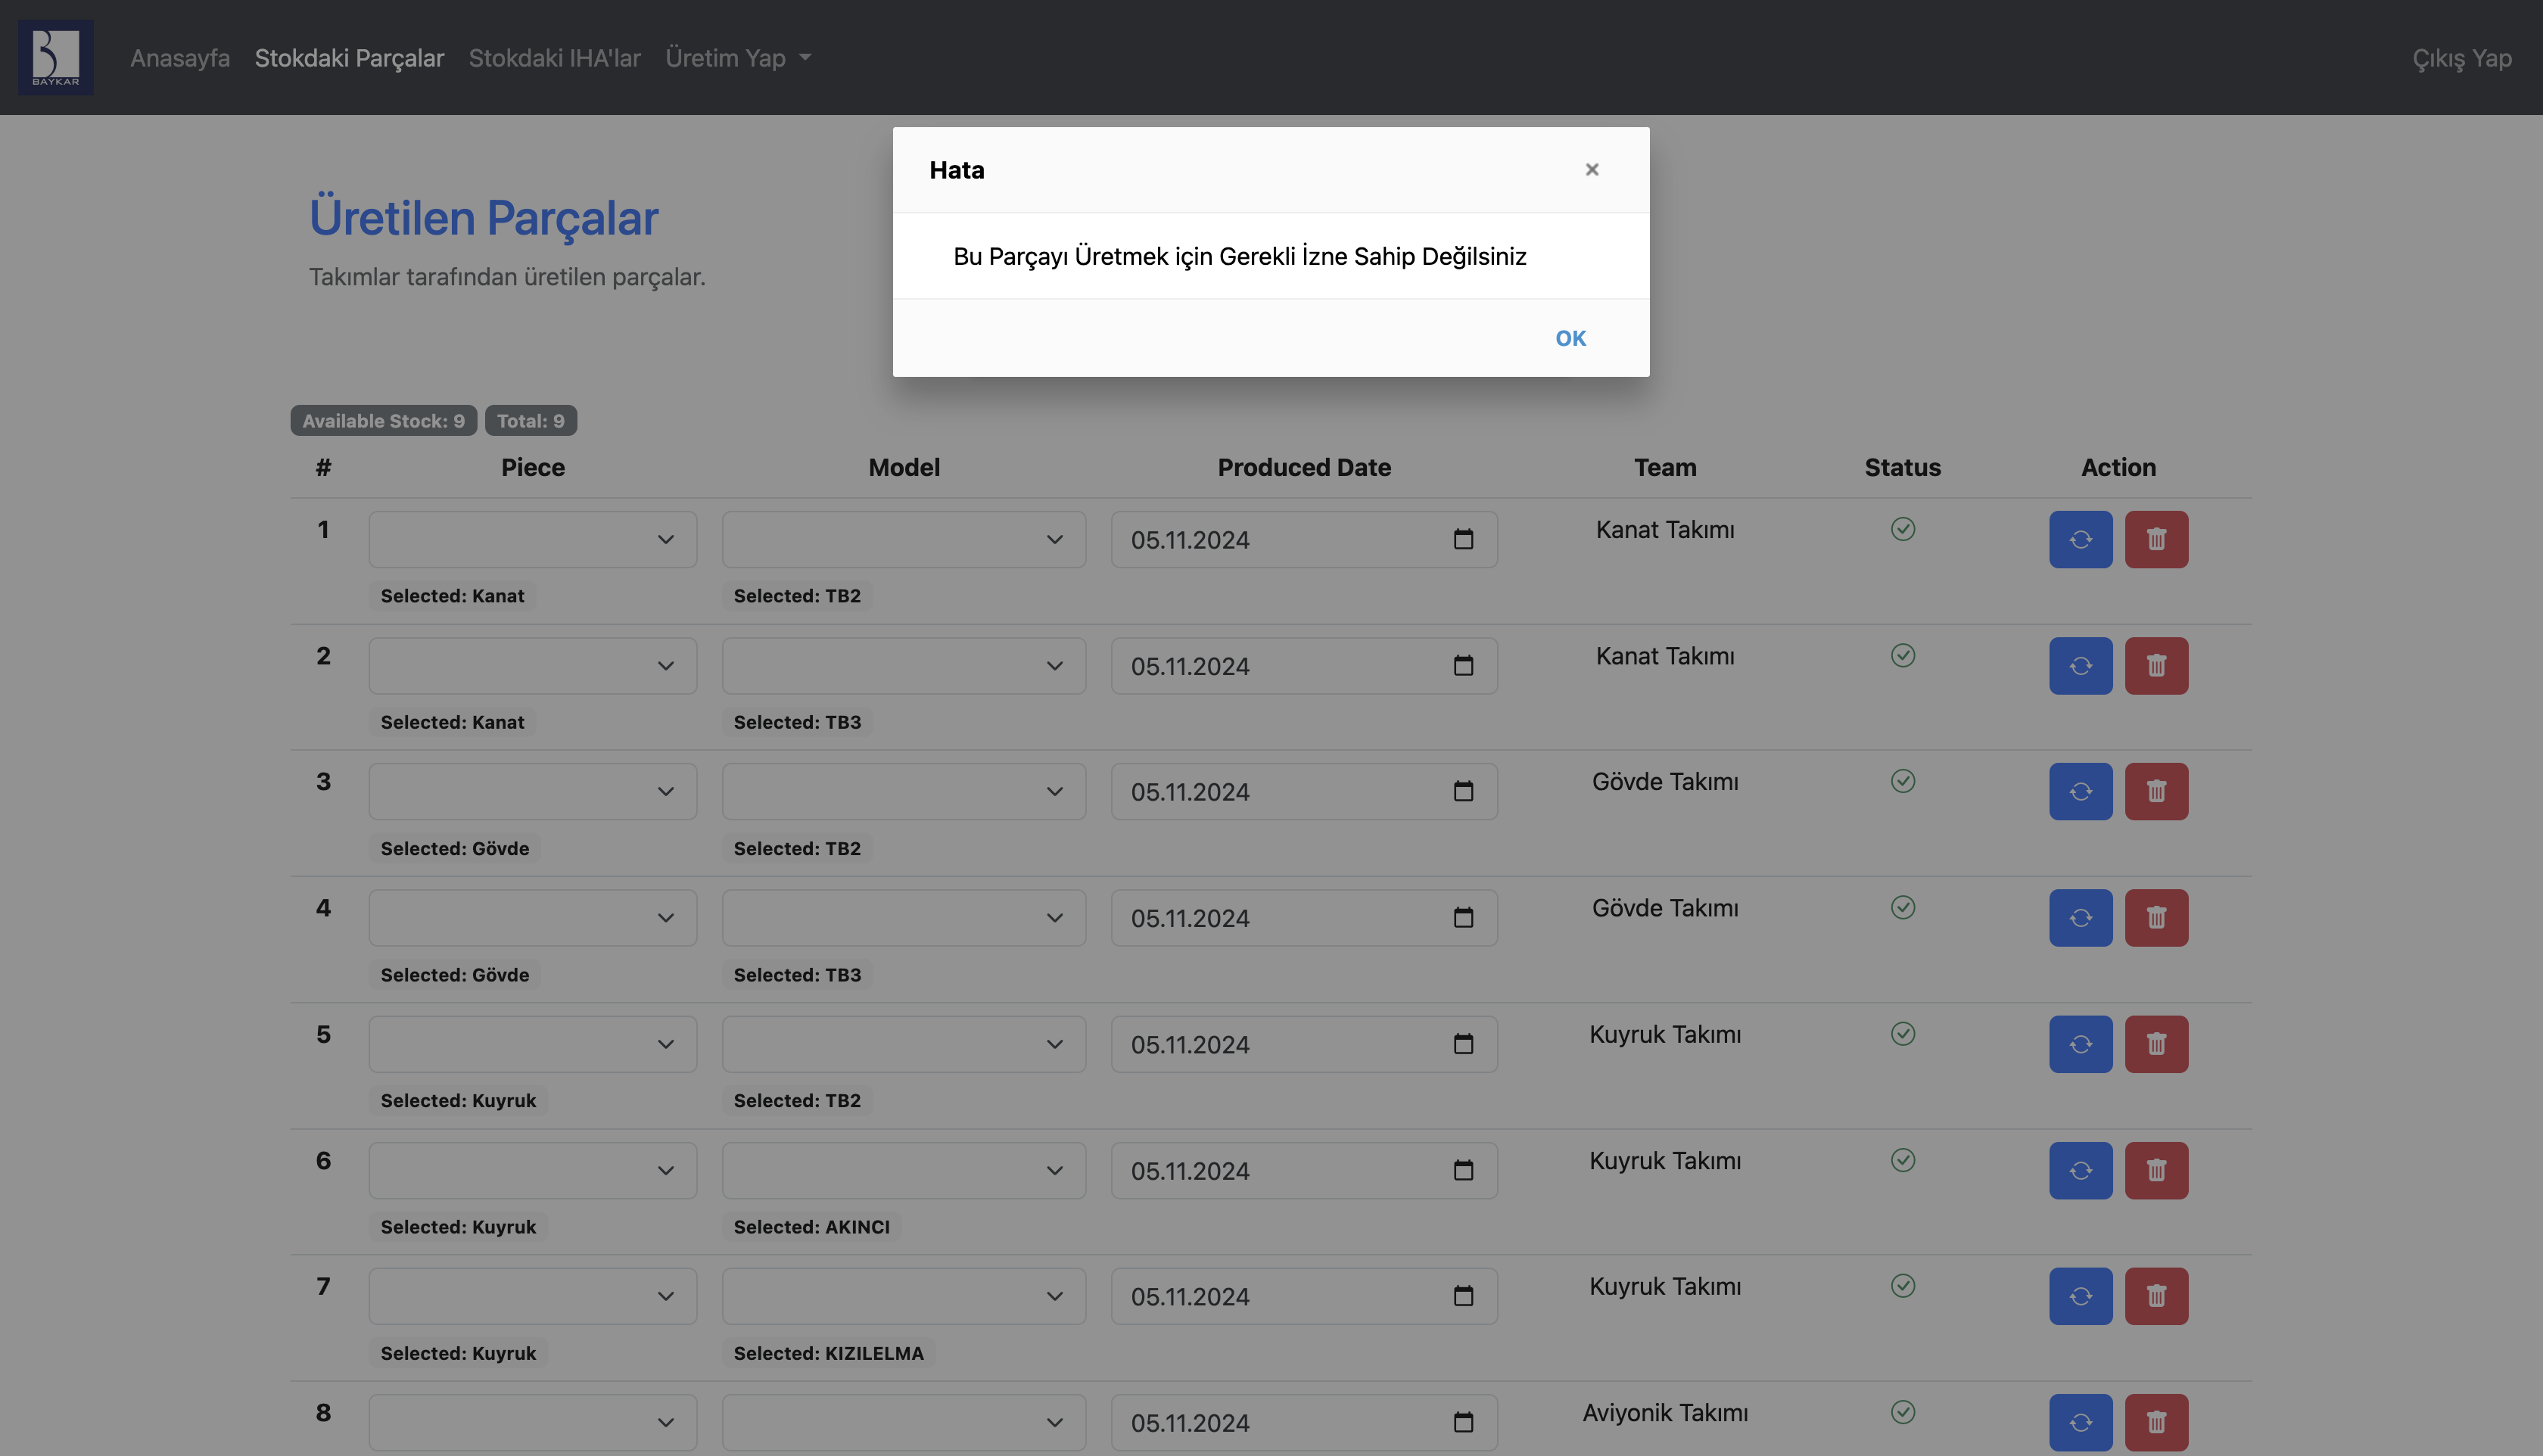 BAYKAR
Anasayfa Stokdaki Parçalar Stokdaki IHA'lar Üretim Yap Çıkış Yap
Hata ×
Bu Parçayı Üretmek için Gerekli İzne Sahip Değilsiniz
OK
Üretilen Parçalar
Takımlar tarafından üretilen parçalar.
Available Stock: 9 Total: 9
# Piece Model Produced Date Team Status Action
1 05.11.2024 Kanat Takımı
Selected: Kanat Selected: TB2
2 05.11.2024 Kanat Takımı
Selected: Kanat Selected: TB3
3 05.11.2024 Gövde Takımı
Selected: Gövde Selected: TB2
4 05.11.2024 Gövde Takımı
Selected: Gövde Selected: TB3
5 05.11.2024 Kuyruk Takımı
Selected: Kuyruk Selected: TB2
6 05.11.2024 Kuyruk Takımı
Selected: Kuyruk Selected: AKINCI
7 05.11.2024 Kuyruk Takımı
Selected: Kuyruk Selected: KIZILELMA
8 05.11.2024 Aviyonik Takımı